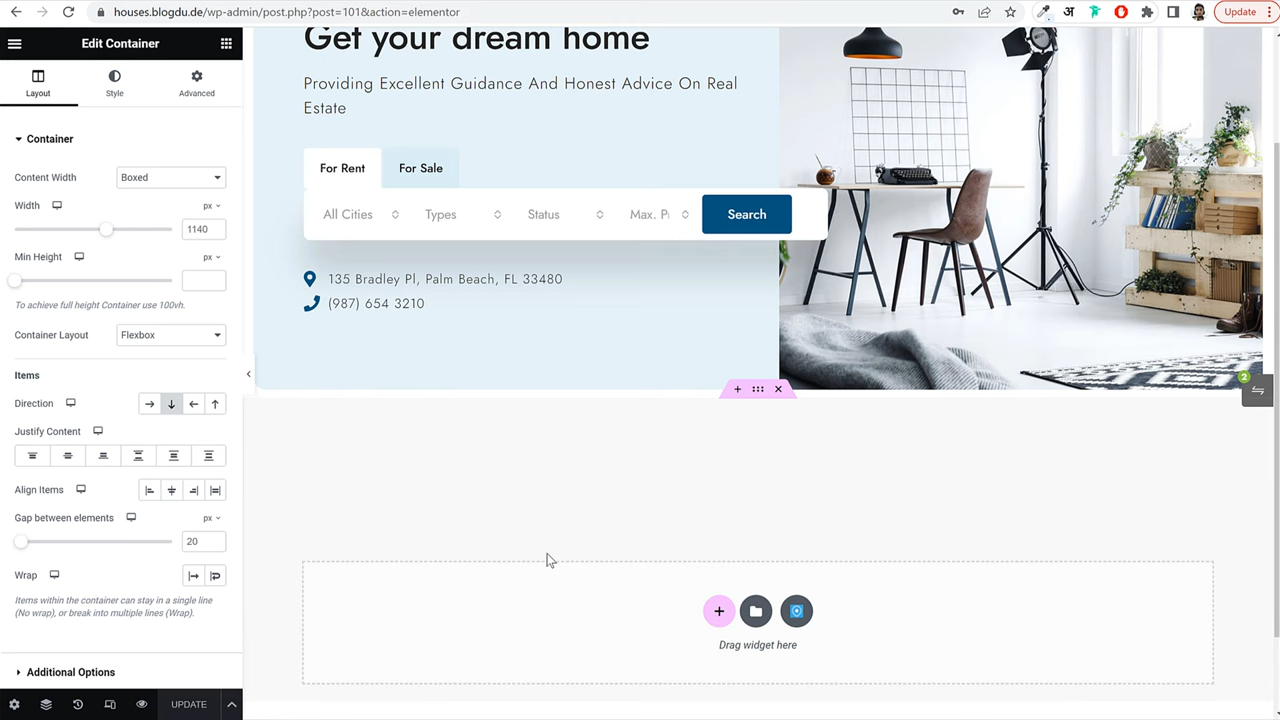 houses.blogdu.de/wp-admin/post.php?post=101&action=elementor
अ
Update
Edit Container
Layout
Style
Advanced
Container
Content Width
Boxed
Width
px
1140
Min Height
px
To achieve full height Container use 100vh.
Container Layout
Flexbox
Items
Direction
Justify Content
Align Items
Gap between elements
px
20
Wrap
Items within the container can stay in a single line
(No wrap), or break into multiple lines (Wrap).
Additional Options
UPDATE
Get your dream home
Providing Excellent Guidance And Honest Advice On Real
Estate
For Rent
For Sale
All Cities
Types
Status
Max. Pr
Search
135 Bradley Pl, Palm Beach, FL 33480
(987) 654 3210
2
Drag widget here